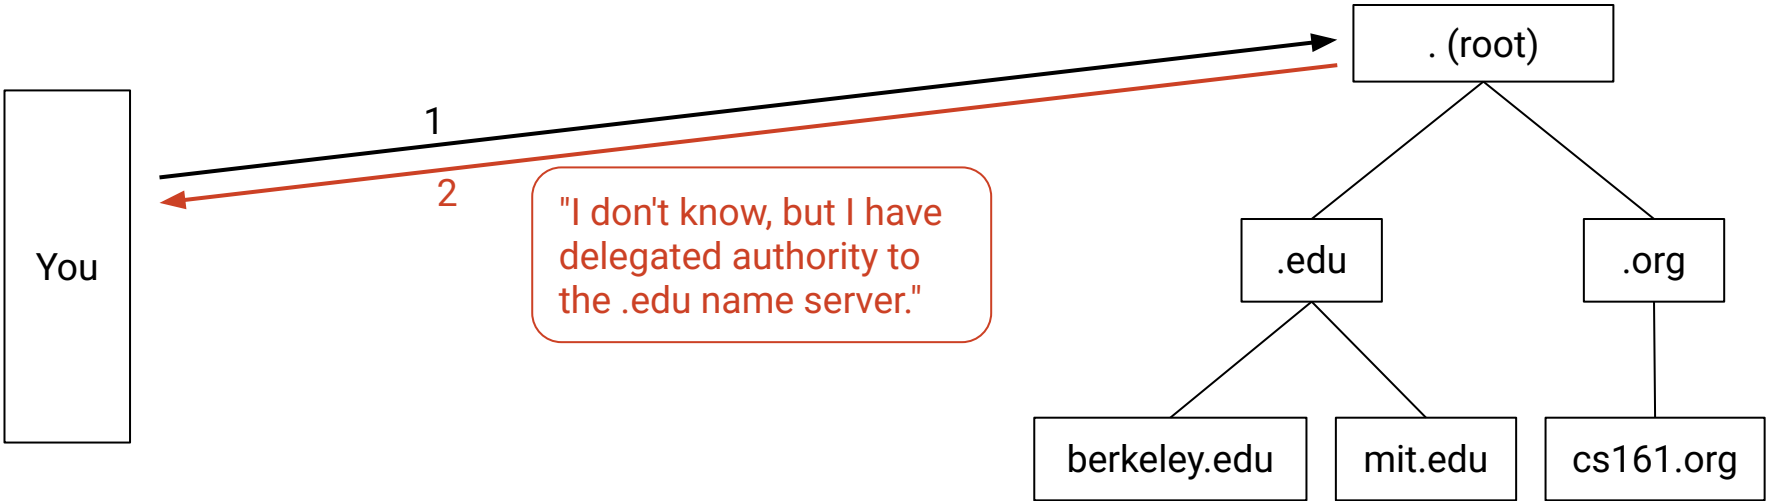 . (root)
1
2
"I don't know, but I have
delegated authority to
the .edu name server."
You
.edu
.org
berkeley.edu
mit.edu
cs161.org